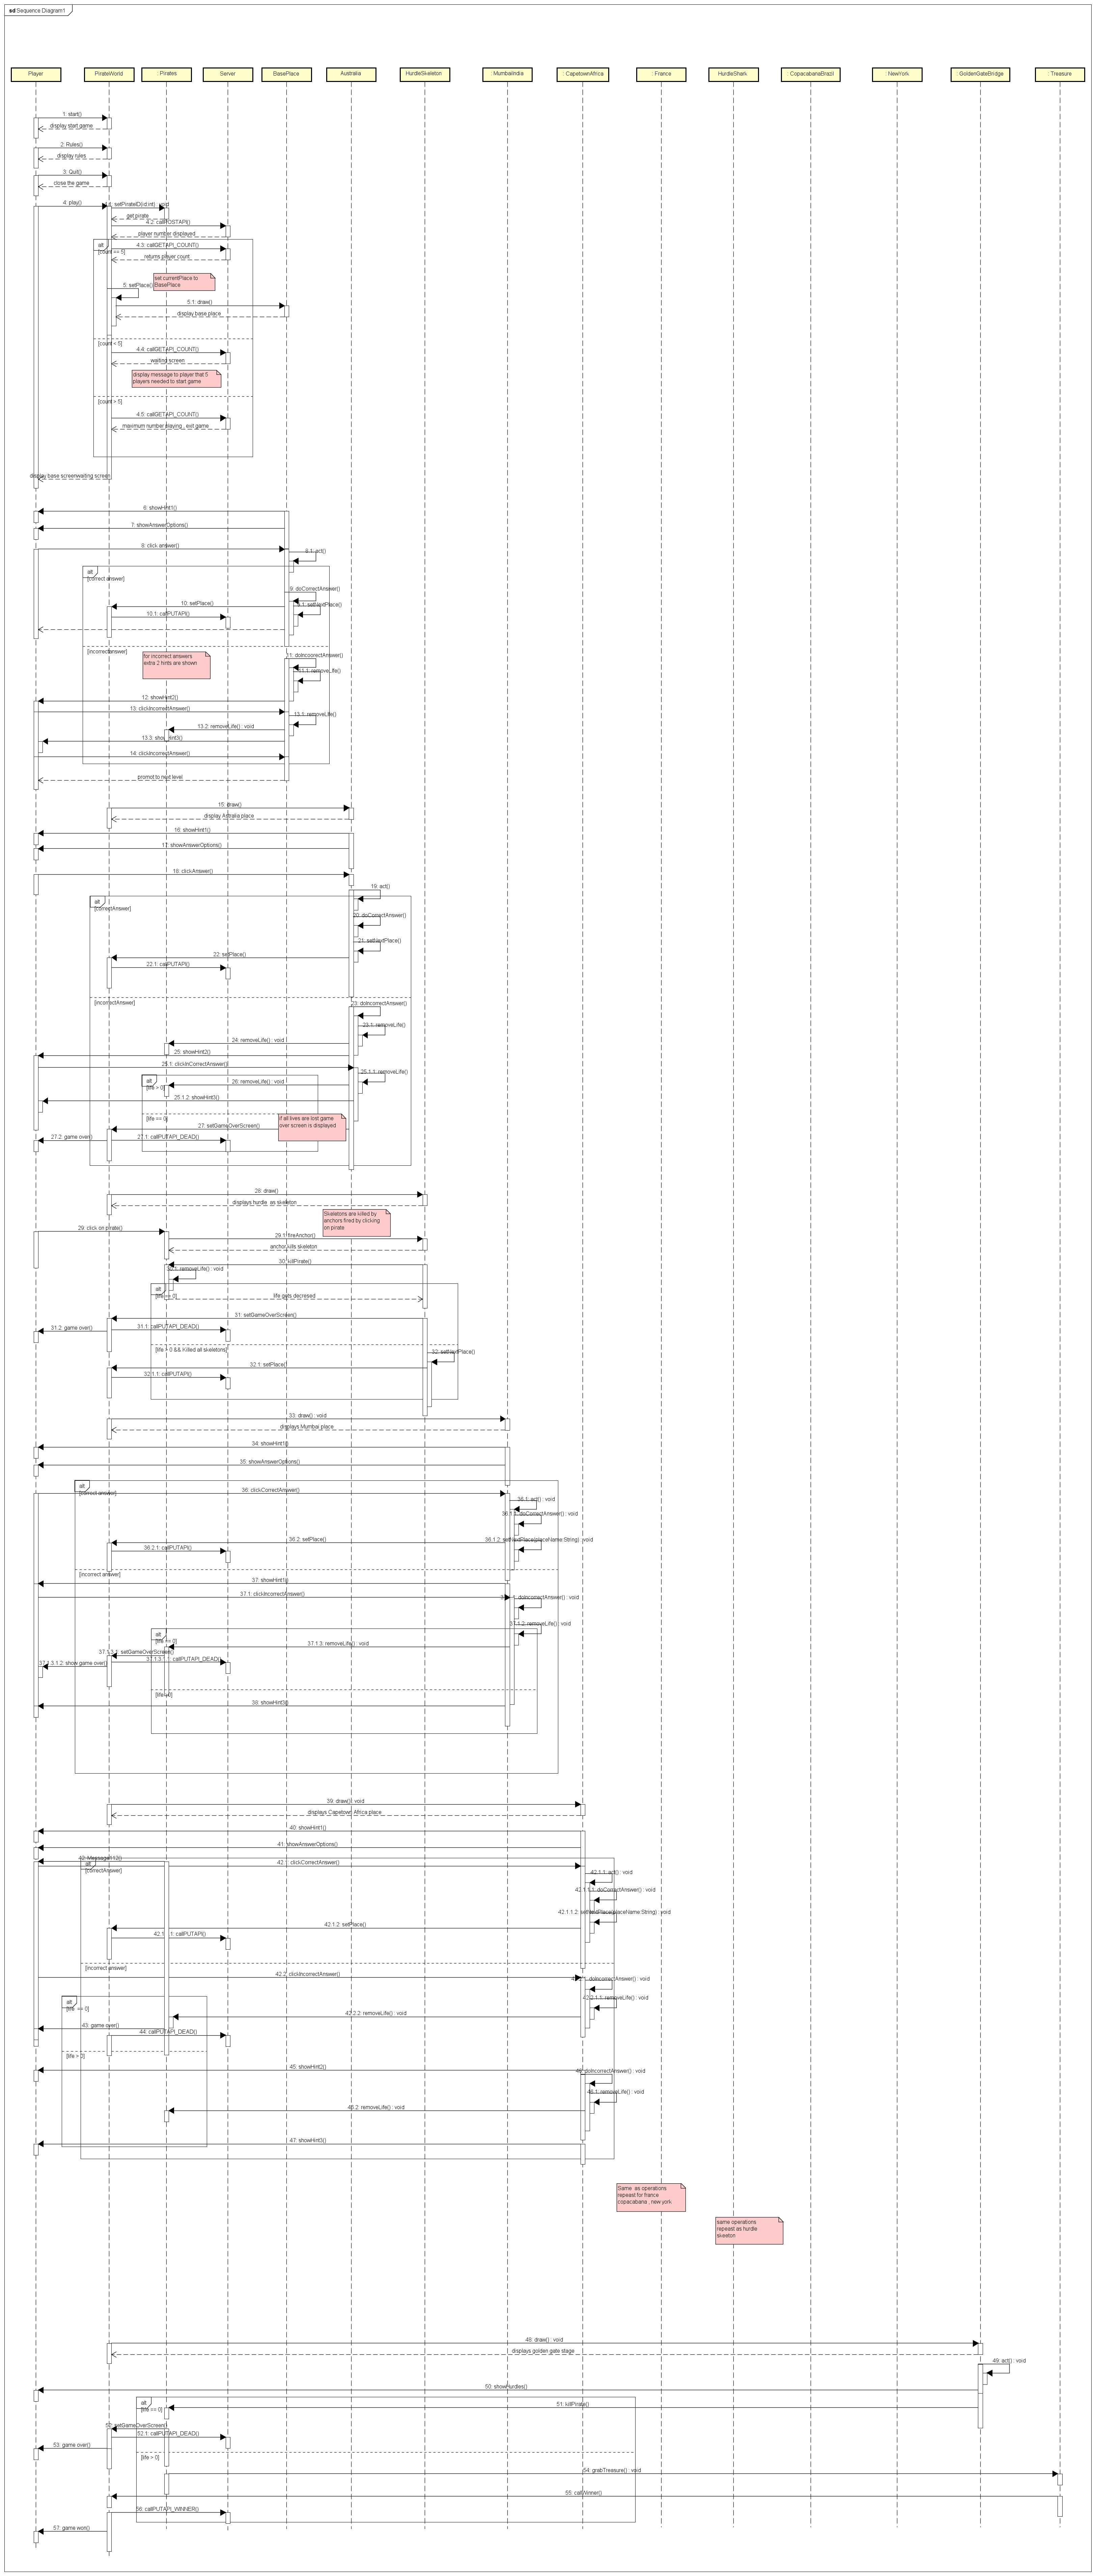 sd Sequence Diagram1
Player
PirateWorld
: Pirates
Server
BasePlace
Australia
HurdleSkeleton
: MumbaiIndia
: CapetownAfrica
: France
HurdleShark
: CopacabanaBrazil
: NewYork
: GoldenGateBridge
: Treasure
1: start()
display start game
2: Rules()
display rules
3: Quit()
close the game
4: play()
setPirateID(id:int) : void
get pirate
4.2: callPOSTAPI()
player number displayed
alt
4.3: callGETAPI_COUNT()
[count == 5]
returns player count
set currentPlace to
BasePlace
5: setPlace()
5.1: draw()
display base place
[count < 5]
4.4: callGETAPI_COUNT()
waiting screen
display message to player that 5
players needed to start game
[count > 5]
4.5: callGETAPI_COUNT()
maximum number playing , exit game
display base screen/waiting screen
6: showHint1()
7: showAnswerOptions()
8: click answer()
8.1: act()
alt
[correct answer]
9: doCorrectAnswer()
10: setPlace()
9.1: setNextPlace()
10.1: callPUTAPI()
[incorrect answer]
for incorrect answers
extra 2 hints are shown
11: doIncoorectAnswer()
11.1: removeLife()
12: showHint2()
13: clickIncorrectAnswer()
13.1: removeLife()
13.2: removeLife() : void
13.3: showHint3()
14: clickIncorrectAnswer()
promot to next level
15: draw()
display Astralia place
16: showHint1()
17: showAnswerOptions()
18: clickAnswer()
19: act()
alt
[correctAnswer]
20: doCorrectAnswer()
21: setNextPlace()
22: setPlace()
22.1: callPUTAPI()
[incorrectAnswer]
23: doIncorrectAnswer()
23.1: removeLife()
24: removeLife() : void
25: showHint2()
25.1: clickInCorrectAnswer()
25.1.1: removeLife()
alt
[life > 0]
26: removeLife() : void
25.1.2: showHint3()
[life == 0]
if all lives are lost game
over screen is displayed
27: setGameOverScreen()
27.2: game over()
27.1: callPUTAPI_DEAD()
28: draw()
displays hurdle as skeleton
Skeletons are killed by
anchors fired by clicking
on pirate
29: click on pirate()
29.1: fireAnchor()
anchor kills skeleton
30: killPirate()
30.1: removeLife() : void
alt
[life == 0]
life gets decresed
31: setGameOverScreen()
31.2: game over()
31.1: callPUTAPI_DEAD()
[life > 0 && Killed all skeletons]
32: setNextPlace()
32.1: setPlace()
32.1.1: callPUTAPI()
33: draw() : void
displays Mumbai place
34: showHint1()
35: showAnswerOptions()
alt
[correct answer]
36: clickCorrectAnswer()
36.1: act() : void
36.1.1: doCorrectAnswer() : void
36.2: setPlace()
36.1.2: setNextPlace(placeName:String) : void
36.2.1: callPUTAPI()
[incorrect answer]
37: showHint1()
37.1: clickIncorrectAnswer()
doIncorrectAnswer() : void
37.1.2: removeLife() : void
alt
[life == 0]
37.1.3: removeLife() : void
37.1.3.1: setGameOverScreen()
37.1.3.1.2: show game over()
37.1.3.1.1: callPUTAPI_DEAD()
38: showHint3()
39: draw() : void
displays Capetown Africa place
40: showHint1()
41: showAnswerOptions()
42: Message112()
alt
[correctAnswer]
42.1: clickCorrectAnswer()
42.1.1: act() : void
42.1.1.1: doCorrectAnswer() : void
42.1.1.2: setNextPlace(placeName:String) : void
42.1.2: setPlace()
42.1.2.1: callPUTAPI()
[incorrect answer]
42.2: clickIncorrectAnswer()
doIncorrectAnswer() : void
42.2.1.1: removeLife() : void
alt
[life == 0]
42.2.2: removeLife() : void
43: game over()
44: callPUTAPI_DEAD()
[life > 0]
45: showHint2()
46: doIncorrectAnswer() : void
46.1: removeLife() : void
46.2: removeLife() : void
47: showHint3()
Same as operations
repeast for france
copacabana , new york
same operations
repeast as hurdle
skeeton
48: draw() : void
displays golden gate stage
49: act() : void
50: showHurdles()
alt
[life == 0]
51: killPirate()
52: setGameOverScreen()
52.1: callPUTAPI_DEAD()
53: game over()
[life > 0]
54: grabTreasure() : void
55: callWinner()
56: callPUTAPI_WINNER()
57: game won()